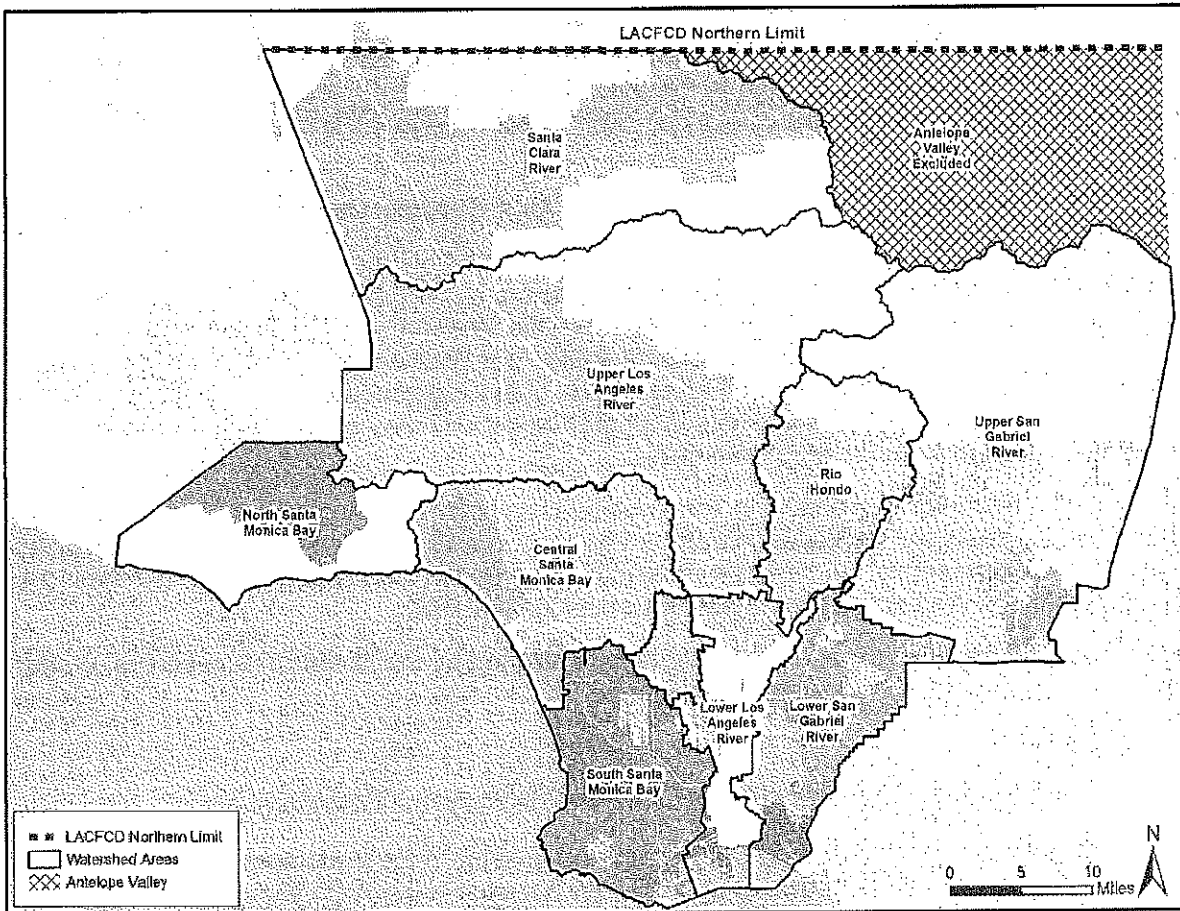 LACFCD Northern Limit
Santa
Clara
River
Antelope
Valley
Excluded
Upper Los
Angeles
River
Upper San
Gabriel
River
Rio
Hondo
North Santa
Monica Bay
Central
Santa
Monica Bay
Lower Los
Angeles
River
Lower San
Gabriel
River
South Santa
Monica Bay
LACFCD Northern Limit
Watershed Areas
Antelope Valley
N
0 5 10
Miles